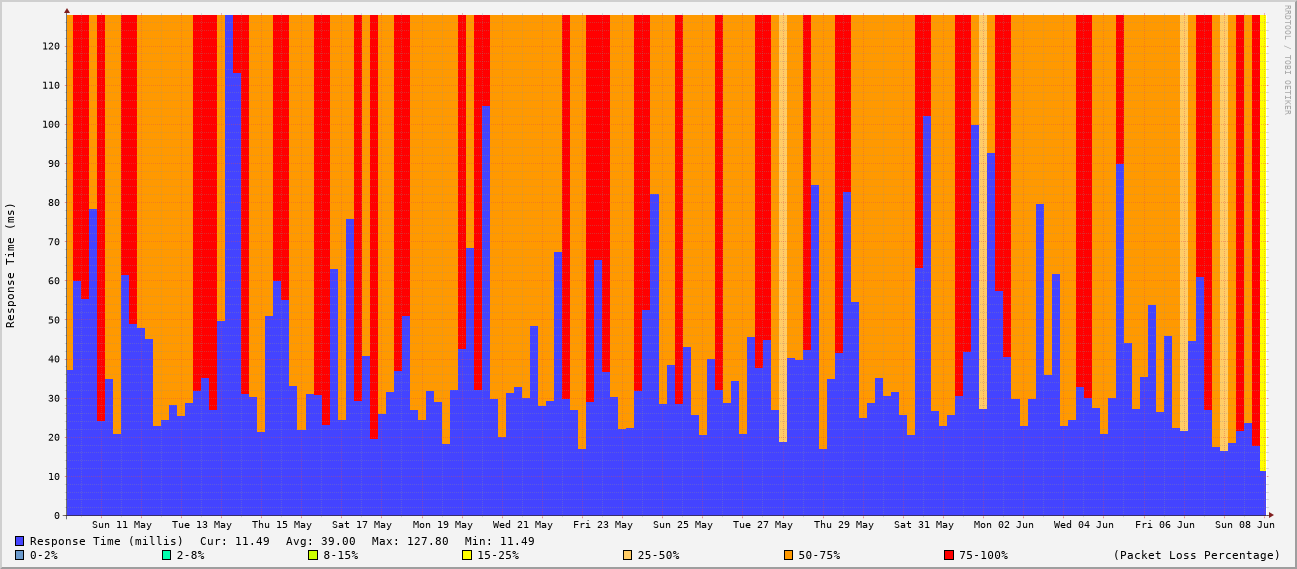 RRDTOOL / TOBI OETIKER
Response Time (ms)
120
110
100
90
80
70
60
50
40
30
20
10
0
Sun 11 May Tue 13 May Thu 15 May Sat 17 May Mon 19 May Wed 21 May Fri 23 May Sun 25 May Tue 27 May Thu 29 May Sat 31 May Mon 02 Jun Wed 04 Jun Fri 06 Jun Sun 08 Jun
Response Time (millis) Cur: 11.49 Avg: 39.00 Max: 127.80 Min: 11.49
0-2% 2-8% 8-15% 15-25% 25-50% 50-75% 75-100% (Packet Loss Percentage)